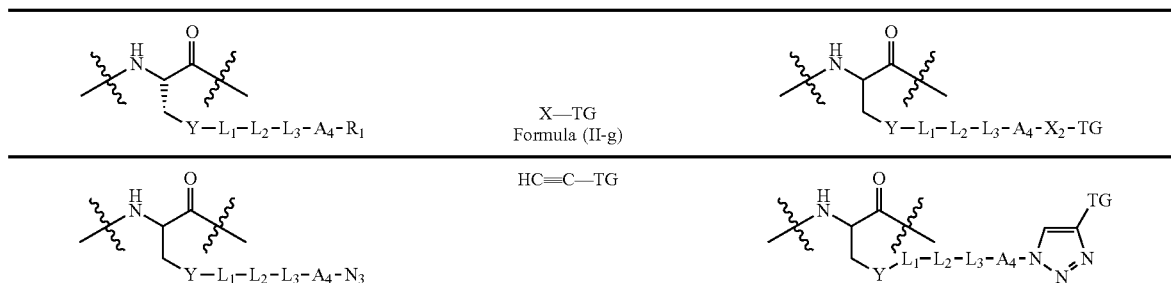 H
N
O
Y–L₁–L₂–L₃–A₄–R₁
X—TG
Formula (II-g)
H
N
O
Y–L₁–L₂–L₃–A₄–X₂–TG
H
N
O
Y–L₁–L₂–L₃–A₄–N₃
HC≡C—TG
H
N
O
Y
L₁–L₂–L₃–A₄–N
N
N
TG